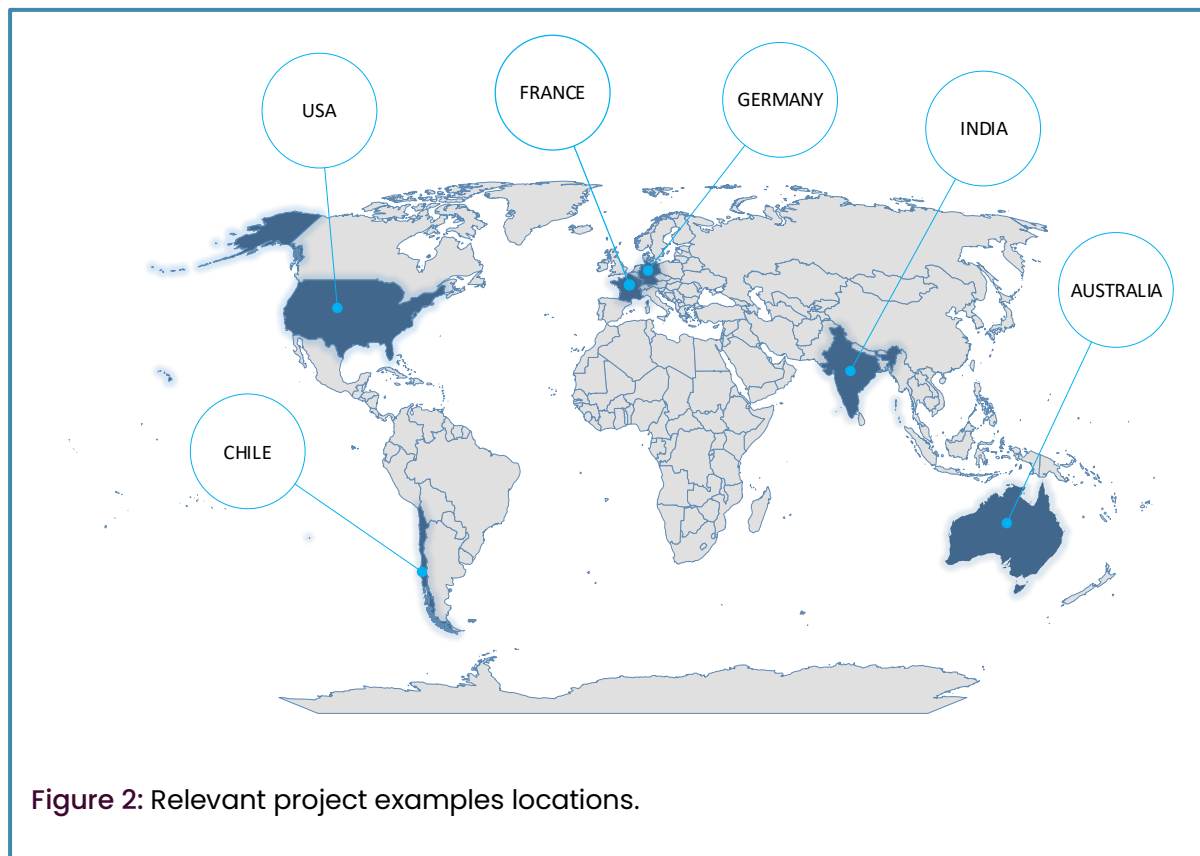 FRANCE
GERMANY
USA
INDIA
AUSTRALIA
CHILE
Figure 2: Relevant project examples locations.